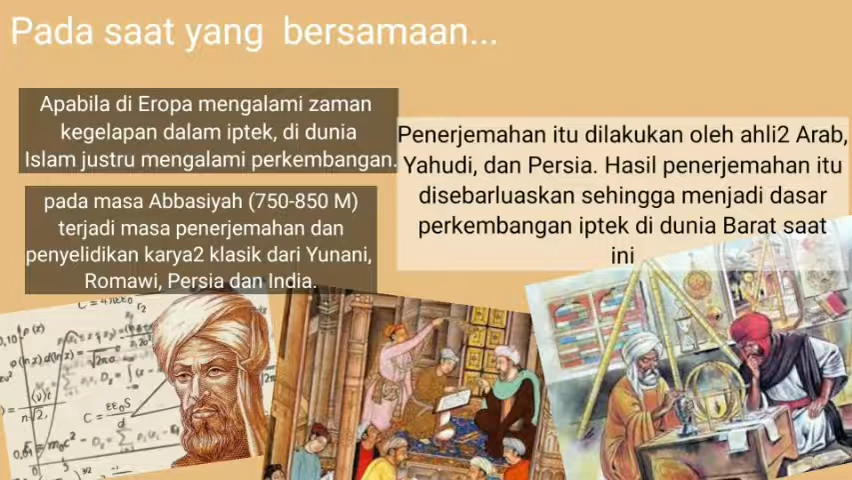 Pada saat yang bersamaan...
Apabila di Eropa mengalami zaman
kegelapan dalam iptek, di dunia
Islam justru mengalami perkembangan.
pada masa Abbasiyah (750-850 M)
terjadi masa penerjemahan dan
penyelidikan karya2 klasik dari Yunani,
Romawi, Persia dan India.
Penerjemahan itu dilakukan oleh ahli2 Arab,
Yahudi, dan Persia. Hasil penerjemahan itu
disebarluaskan sehingga menjadi dasar
perkembangan iptek di dunia Barat saat
ini